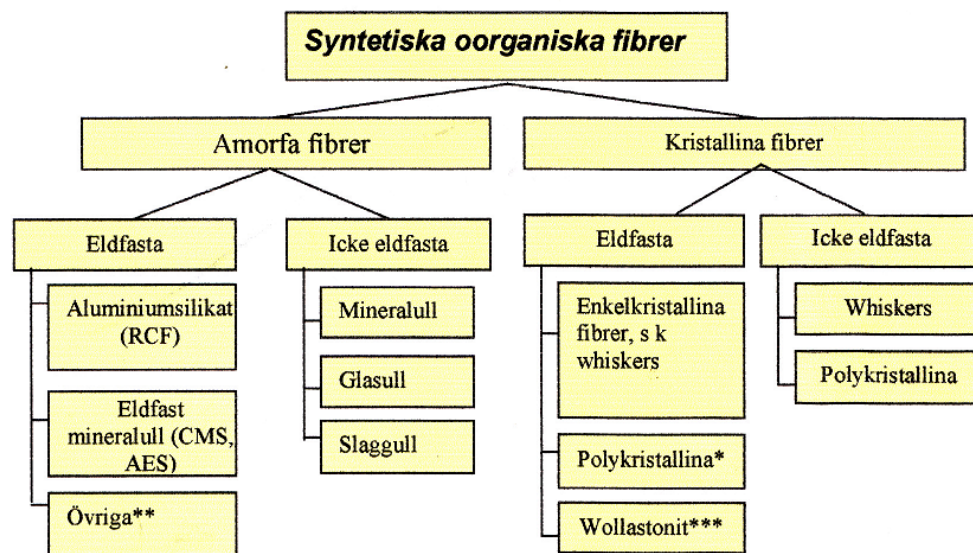 Syntetiska oorganiska fibrer
Amorfa fibrer
Kristallina fibrer
Eldfasta
Icke eldfasta
Eldfasta
Icke eldfasta
Aluminiumsilikat
(RCF)
Eldfast
mineralull (CMS,
AES)
Övriga**
Mineralull
Glasull
Slaggull
Enkelkristallina
fibrer, s k
whiskers
Polykristallina*
Wollastonit***
Whiskers
Polykristallina